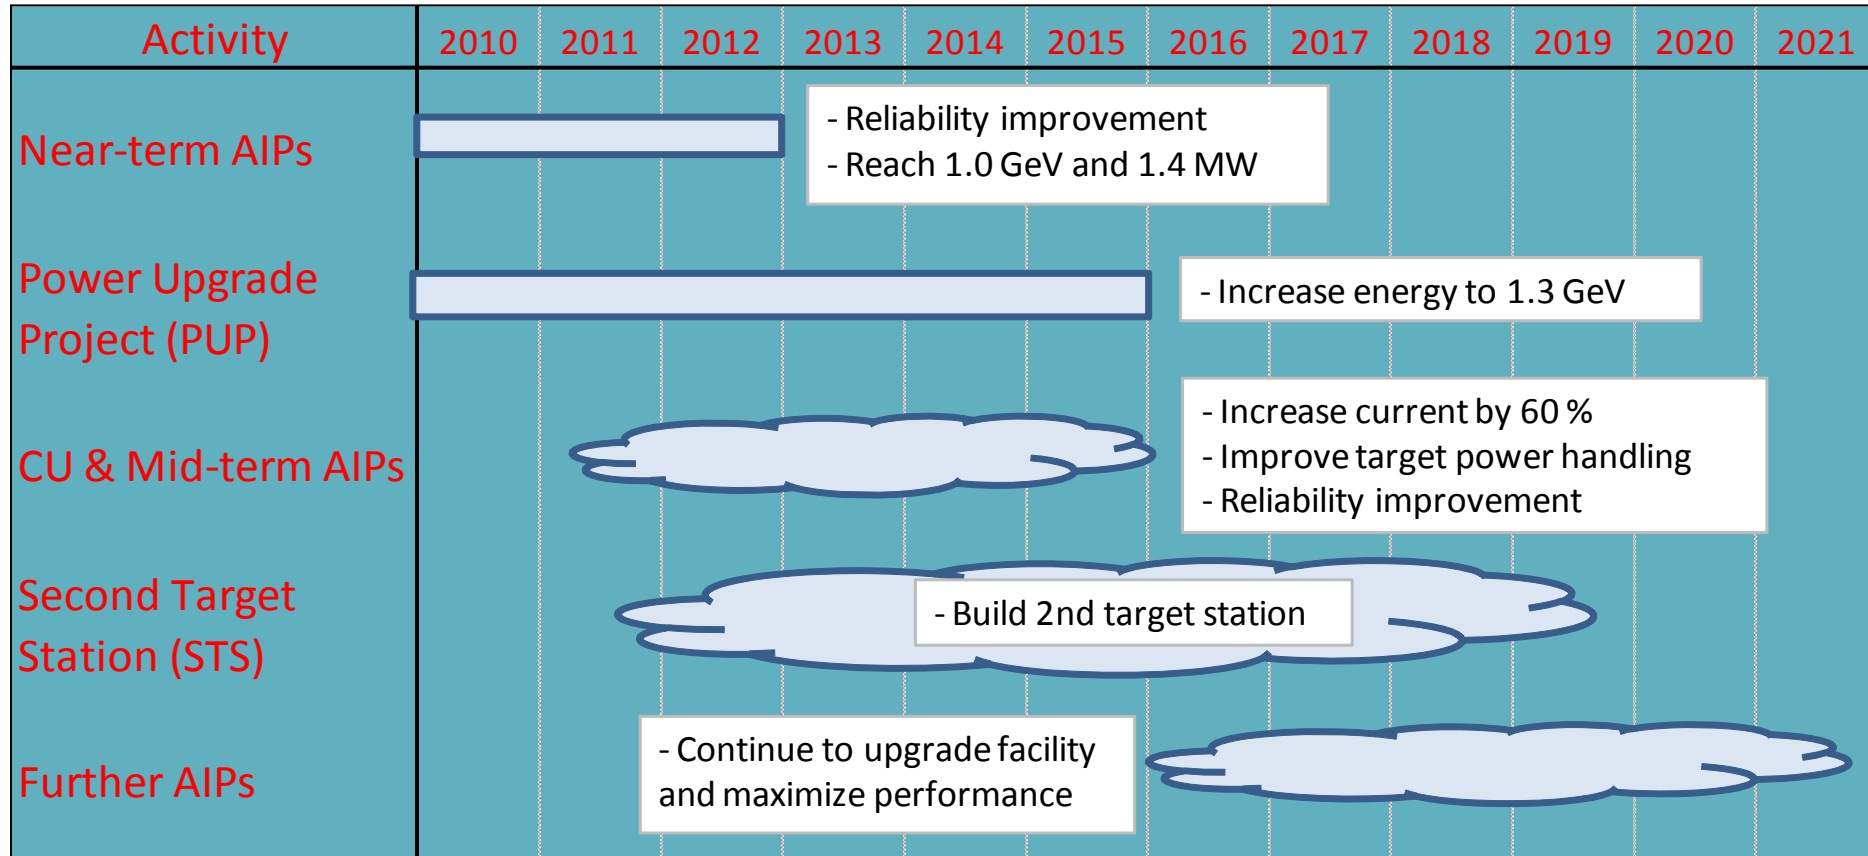 Activity 2010 2011 2012 2013 2014 2015 2016 2017 2018 2019 2020 2021
Near-term AIPs
- Reliability improvement
- Reach 1.0 GeV and 1.4 MW
Power Upgrade
Project (PUP)
- Increase energy to 1.3 GeV
CU & Mid-term AIPs
- Increase current by 60 %
- Improve target power handling
- Reliability improvement
Second Target
Station (STS)
- Build 2nd target station
Further AIPs
- Continue to upgrade facility
and maximize performance